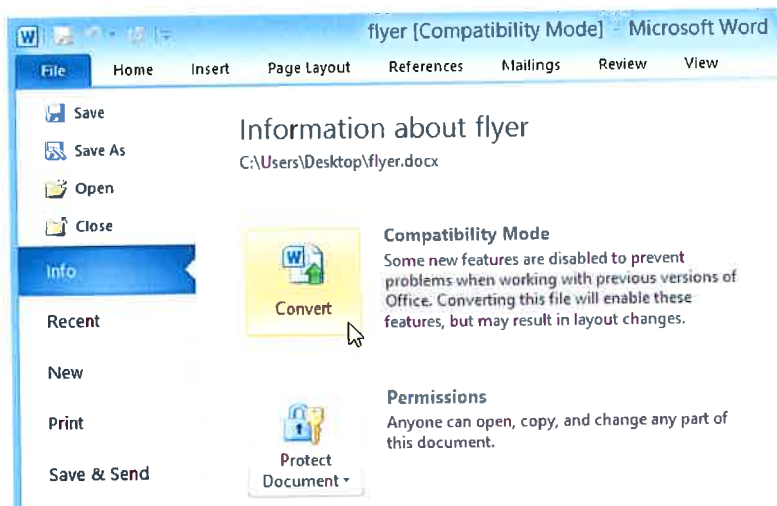 flyer [Compatibility Mode] - Microsoft Word
File Home Insert Page Layout References Mailings Review View
Save
Save As
Open
Close
Info
Recent
New
Print
Save & Send
Information about flyer
C:\Users\Desktop\flyer.docx
Convert
Compatibility Mode
Some new features are disabled to prevent
problems when working with previous versions of
Office. Converting this file will enable these
features, but may result in layout changes.
Protect
Document
Permissions
Anyone can open, copy, and change any part of
this document.